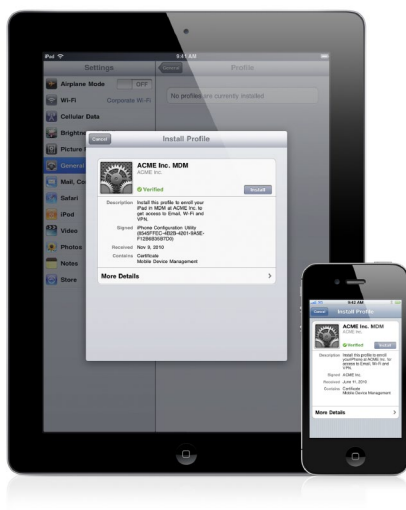 iPad
9:41 AM
Settings
General
Profile
Airplane Mode
OFF
No profiles are currently installed
Wi-Fi
Corporate Wi-Fi
Cellular Data
Brightne
Cancel
Install Profile
Picture
General
Mail, Co
Safari
iPod
Video
Photos
Notes
Store
ACME Inc. MDM
ACME Inc.
Verified
Install
Description Install this profile to enroll your
iPad in MDM at ACME Inc. to
get access to Email, Wi-Fi and
VPN.
Signed iPhone Configuration Utility
Received Nov 9, 2010
Contains Certificate
Mobile Device Management
More Details
9:42 AM
Cancel
Install Profile
ACME Inc. MDM
ACME Inc.
Verified
Install
Description Install this profile to enroll
your iPhone at ACME Inc. for
access to Email, Wi-Fi and
VPN.
Signed ACME Inc.
Received June 11, 2010
Contains Certificate
Mobile Device Management
More Details